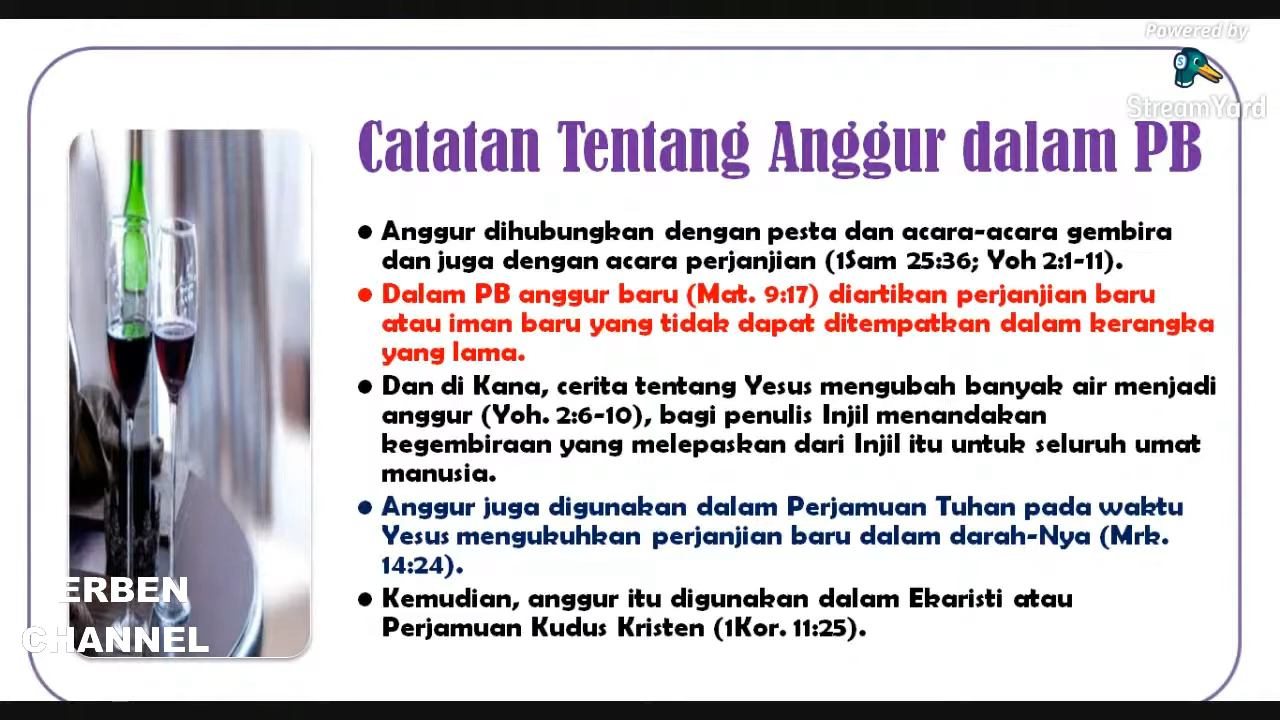 Powered by
StreamYard
Catatan Tentang Anggur dalam PB
• Anggur dihubungkan dengan pesta dan acara-acara gembira
dan juga dengan acara perjanjian (1Sam 25:36; Yoh 2:1-11).
• Dalam PB anggur baru (Mat. 9:17) diartikan perjanjian baru
atau iman baru yang tidak dapat ditempatkan dalam kerangka
yang lama.
• Dan di Kana, cerita tentang Yesus mengubah banyak air menjadi
anggur (Yoh. 2:6-10), bagi penulis Injil menandakan
kegembiraan yang melepaskan dari Injil itu untuk seluruh umat
manusia.
• Anggur juga digunakan dalam Perjamuan Tuhan pada waktu
Yesus mengukuhkan perjanjian baru dalam darah-Nya (Mrk.
14:24).
• Kemudian, anggur itu digunakan dalam Ekaristi atau
Perjamuan Kudus Kristen (1Kor. 11:25).
ERBEN
CHANNEL